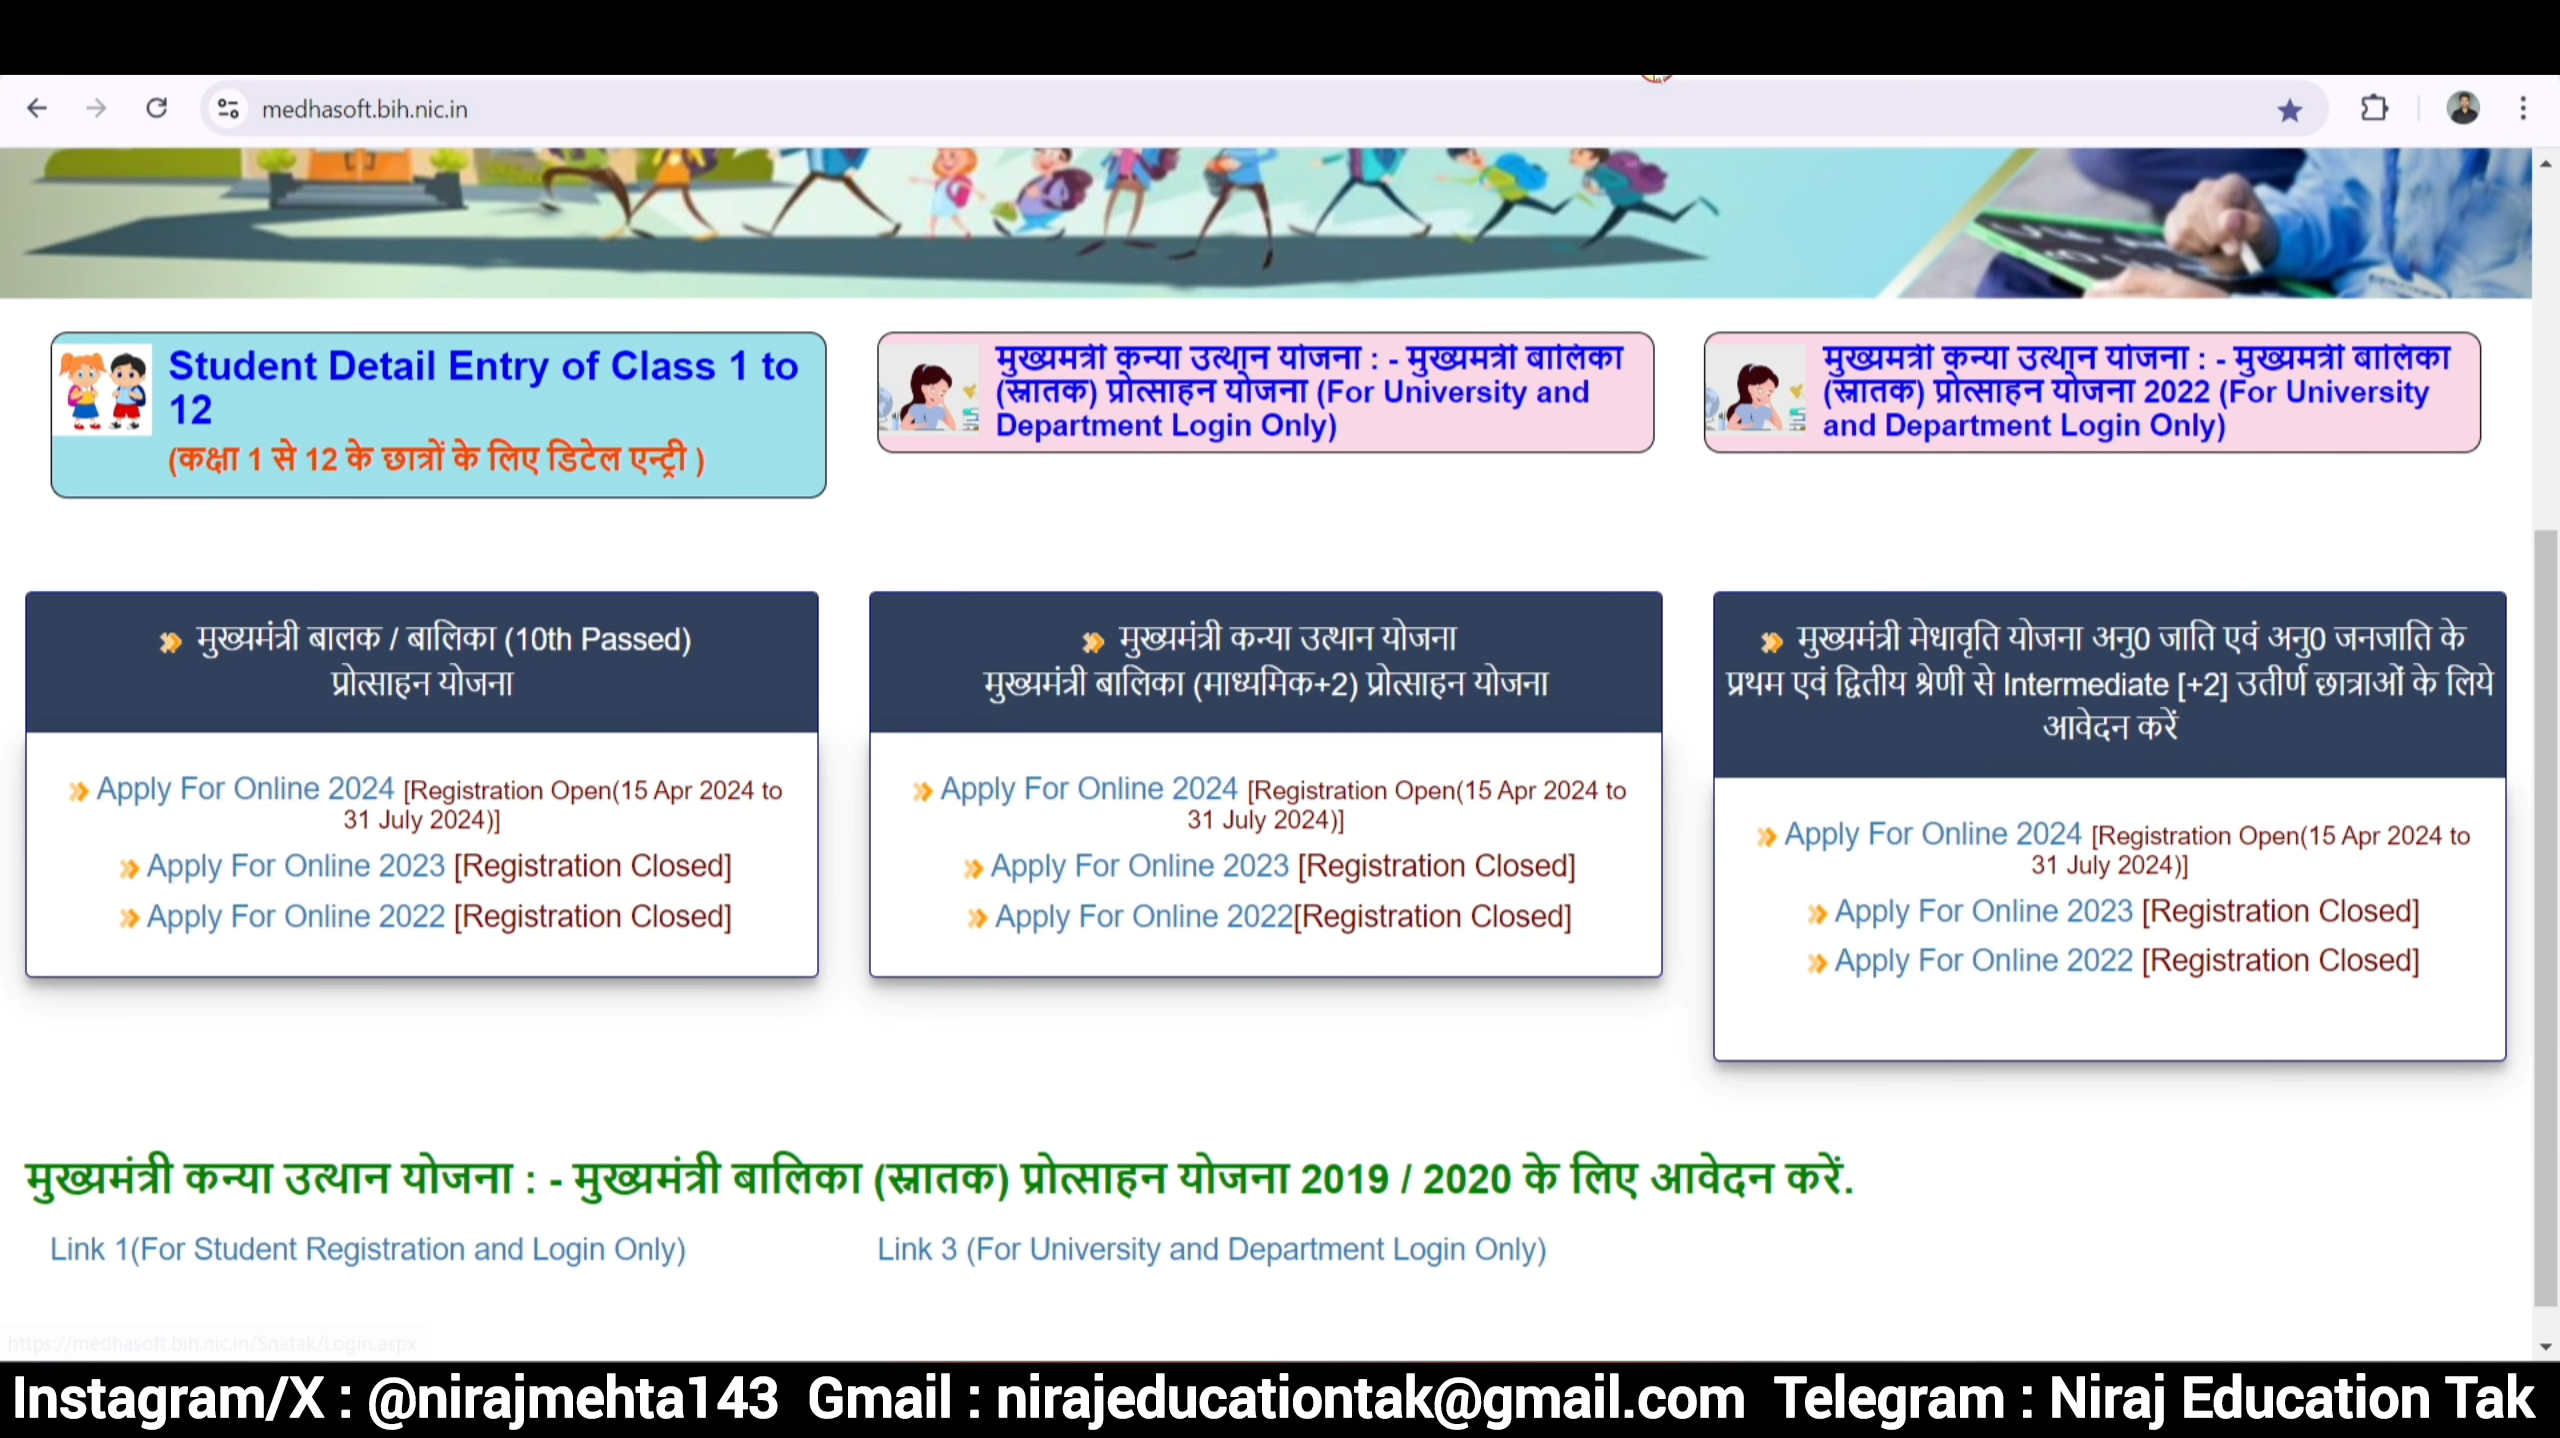 medhasoft.bih.nic.in
Student Detail Entry of Class 1 to
12
(कक्षा 1 से 12 के छात्रों के लिए डिटेल एन्ट्री )
मुख्यमंत्री कन्या उत्थान योजना : - मुख्यमंत्री बालिका
(स्नातक) प्रोत्साहन योजना (For University and
Department Login Only)
मुख्यमंत्री कन्या उत्थान योजना : - मुख्यमंत्री बालिका
(स्नातक) प्रोत्साहन योजना 2022 (For University
and Department Login Only)
मुख्यमंत्री बालक / बालिका (10th Passed)
प्रोत्साहन योजना
Apply For Online 2024 [Registration Open(15 Apr 2024 to
31 July 2024)]
Apply For Online 2023 [Registration Closed]
Apply For Online 2022 [Registration Closed]
मुख्यमंत्री कन्या उत्थान योजना
मुख्यमंत्री बालिका (माध्यमिक+2) प्रोत्साहन योजना
Apply For Online 2024 [Registration Open(15 Apr 2024 to
31 July 2024)]
Apply For Online 2023 [Registration Closed]
Apply For Online 2022[Registration Closed]
मुख्यमंत्री मेधावृति योजना अनु0 जाति एवं अनु0 जनजाति के
प्रथम एवं द्वितीय श्रेणी से Intermediate [+2] उतीर्ण छात्राओं के लिये
आवेदन करें
Apply For Online 2024 [Registration Open(15 Apr 2024 to
31 July 2024)]
Apply For Online 2023 [Registration Closed]
Apply For Online 2022 [Registration Closed]
मुख्यमंत्री कन्या उत्थान योजना : - मुख्यमंत्री बालिका (स्नातक) प्रोत्साहन योजना 2019 / 2020 के लिए आवेदन करें.
Link 1(For Student Registration and Login Only)
Link 3 (For University and Department Login Only)
https://medhasoft.bih.nic.in/Snatak/Login.aspx
Instagram/X : @nirajmehta143 Gmail : nirajeducationtak@gmail.com Telegram : Niraj Education Tak